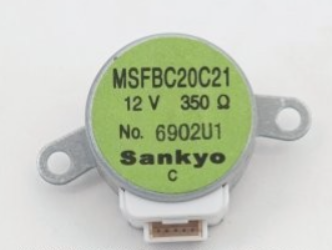 MSFBC20C21
12 V 350 Ω
No. 6902U1
Sankyo
C